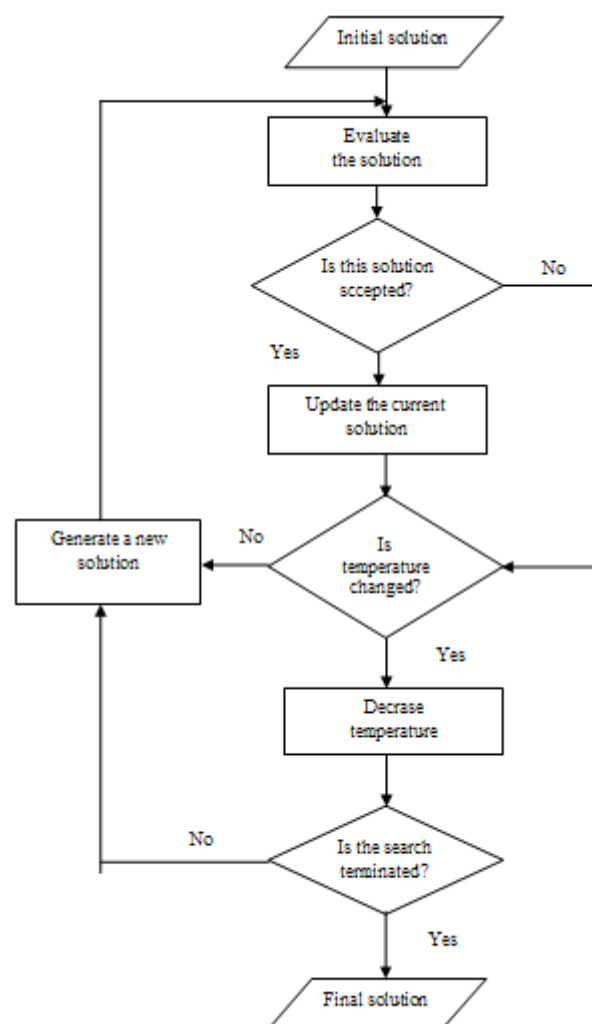 Initial solution
Evaluate
the solution
Is this solution
sccepted?
No
Yes
Update the current
solution
Generate a new
solution
No
Is
temperature
changed?
Yes
Decrase
temperature
No
Is the search
terminated?
Yes
Final solution